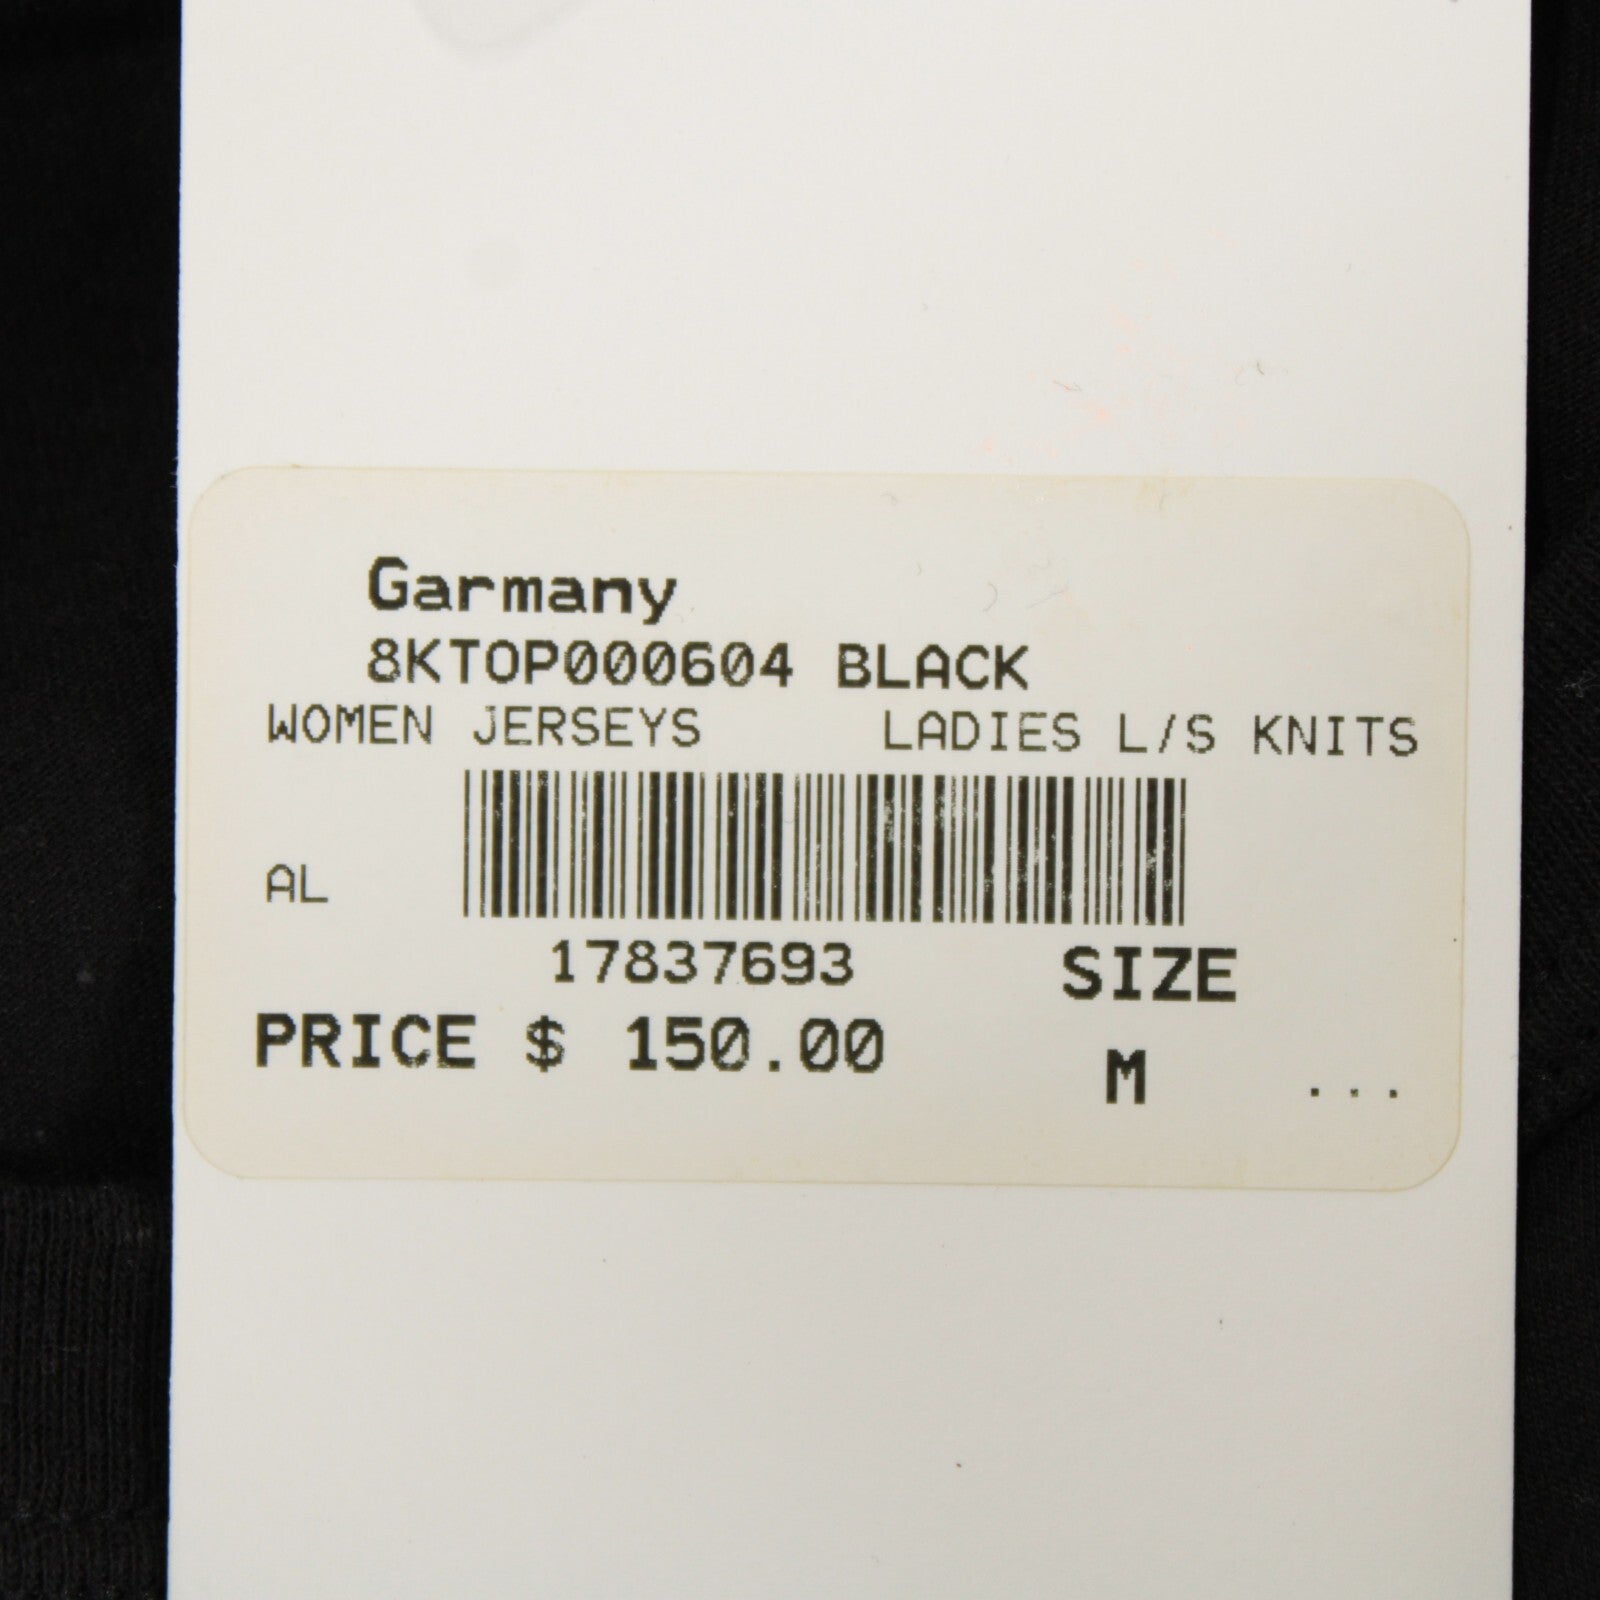 Garmany
8KTOP000604 BLACK
WOMEN JERSEYS LADIES L/S KNITS
AL
17837693 SIZE
PRICE $ 150.00
M ...